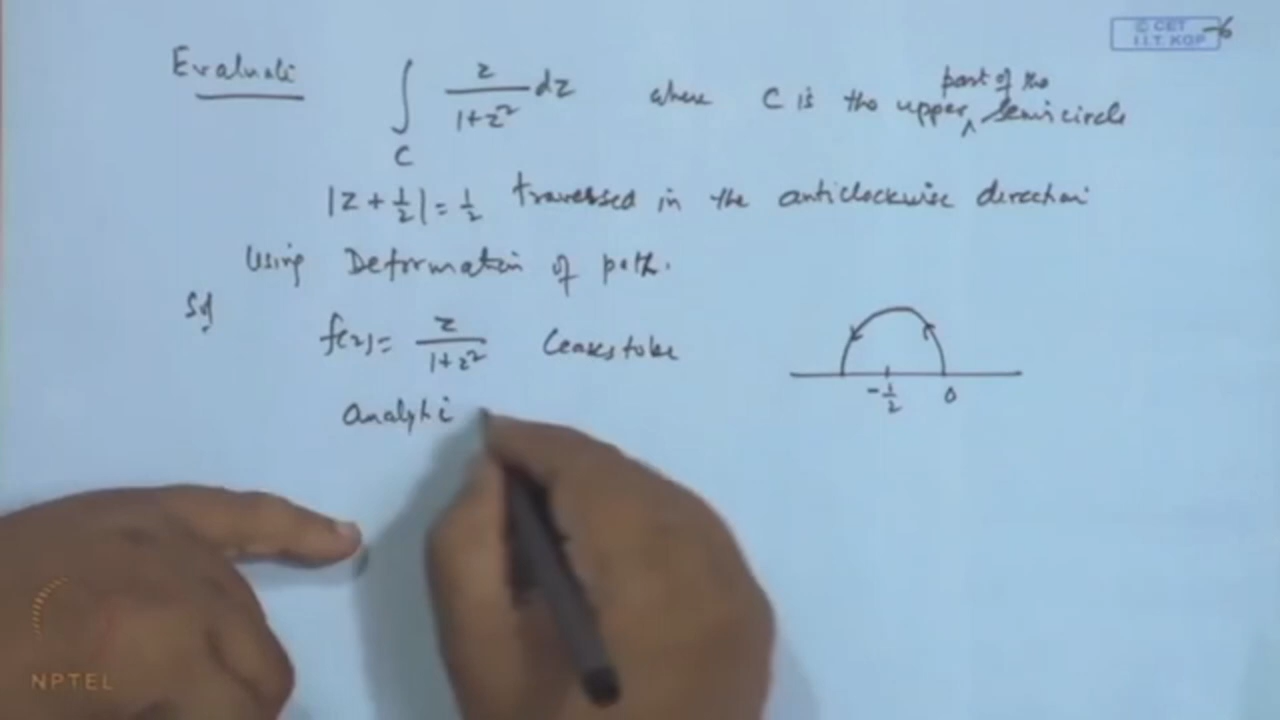 © CET
I.I.T. KGP
Evaluate ∫_C z/(1+z²) dz where C is the upper part of the semicircle
|z + 1/2| = 1/2 traversed in the anticlockwise direction
Using Deformation of path.
Sol
f(z) = z/(1+z²) Ceases to be
analytic
-1/2 0
NPTEL